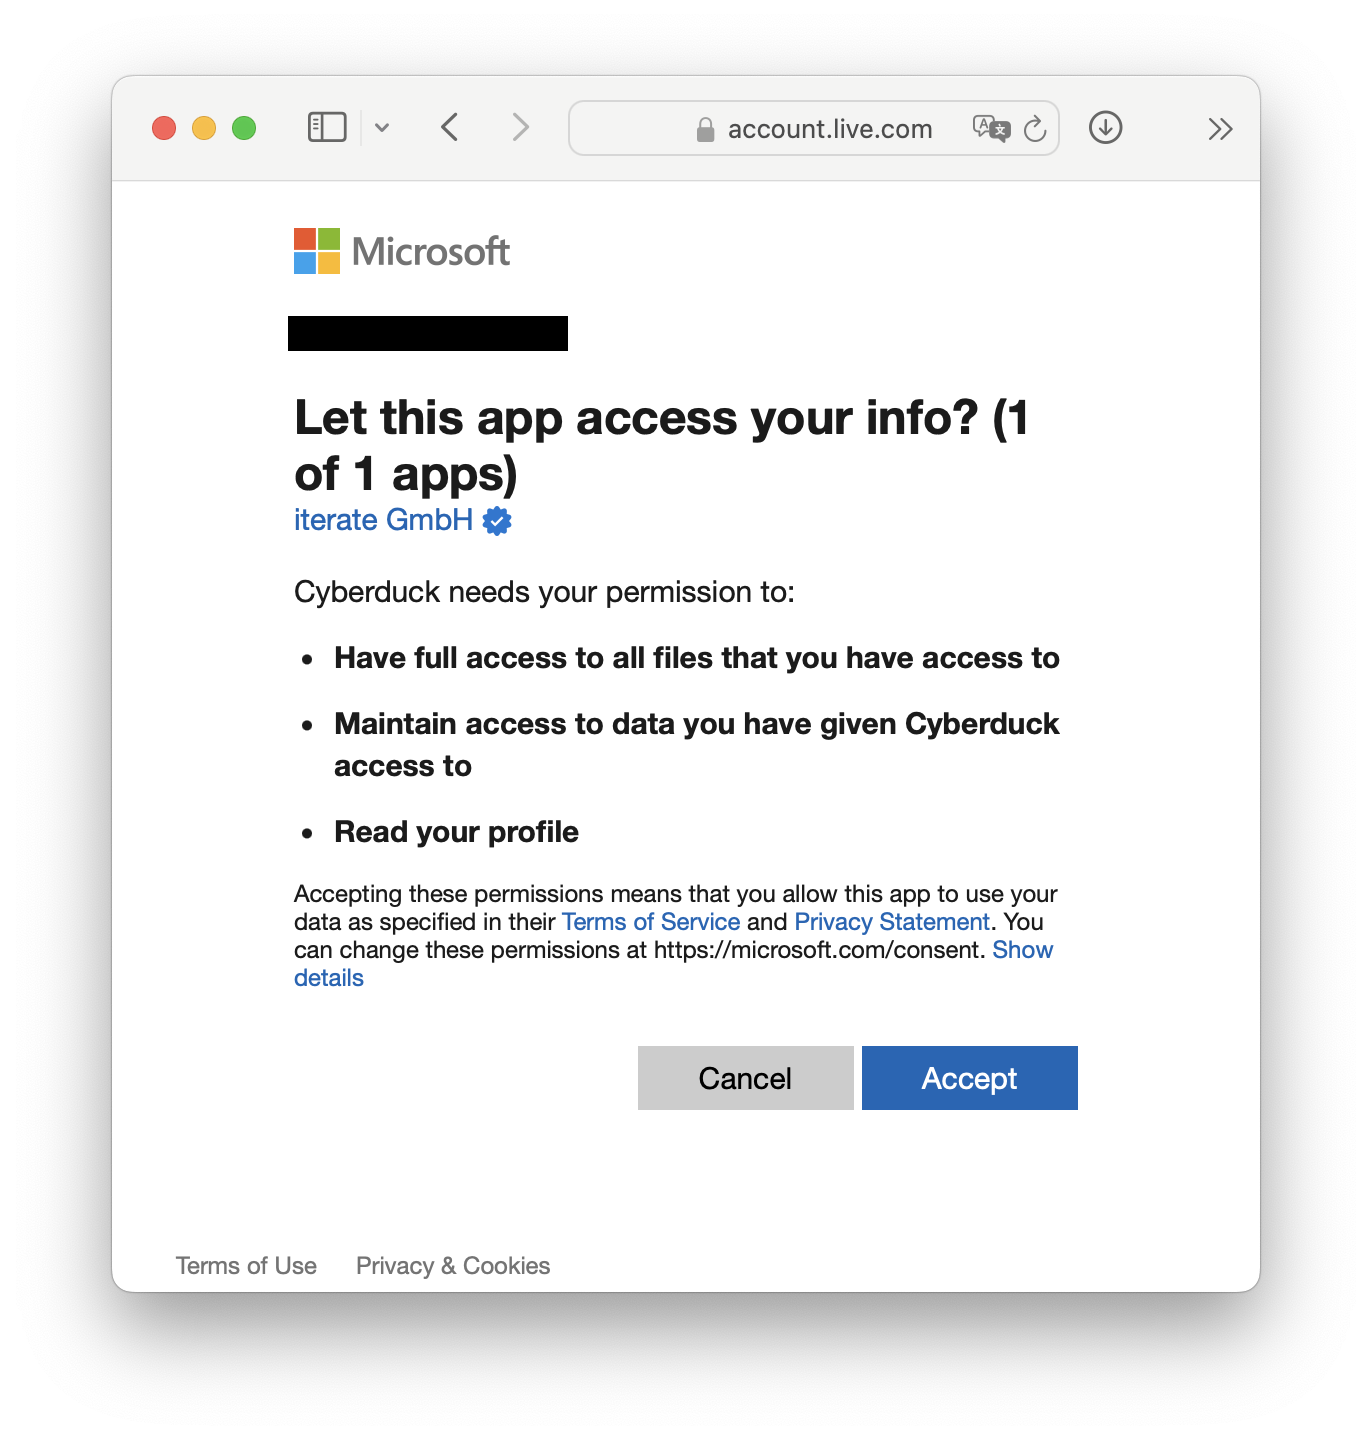 account.live.com
Microsoft
Let this app access your info? (1
of 1 apps)
iterate GmbH
Cyberduck needs your permission to:
• Have full access to all files that you have access to
• Maintain access to data you have given Cyberduck
access to
• Read your profile
Accepting these permissions means that you allow this app to use your
data as specified in their Terms of Service and Privacy Statement. You
can change these permissions at https://microsoft.com/consent. Show
details
Cancel Accept
Terms of Use Privacy & Cookies